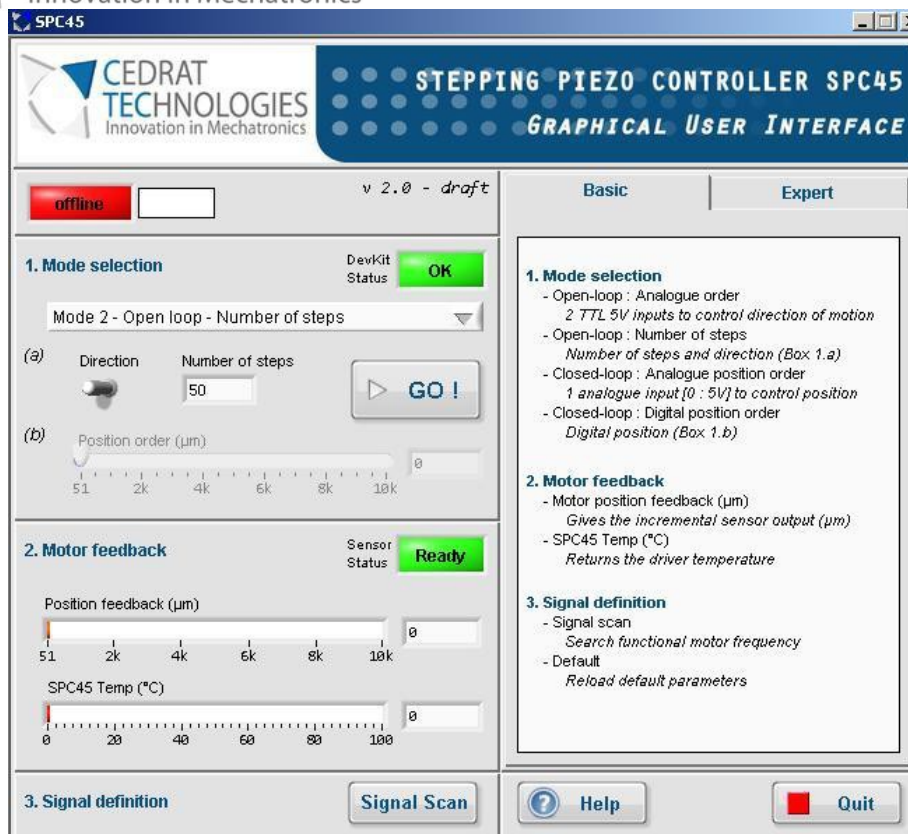 Innovation in Mechatronics
SPC45
CEDRAT
TECHNOLOGIES
Innovation in Mechatronics
STEPPING PIEZO CONTROLLER SPC45
GRAPHICAL USER INTERFACE
offline
v 2.0 - draft
1. Mode selection
DevKit
Status
OK
Mode 2 - Open loop - Number of steps
(a)
Direction
Number of steps
50
GO !
(b)
Position order (µm)
0
51 2k 4k 6k 8k 10k
2. Motor feedback
Sensor
Status
Ready
Position feedback (µm)
0
51 2k 4k 6k 8k 10k
SPC45 Temp (°C)
0
0 20 40 60 80 100
3. Signal definition
Signal Scan
Basic
Expert
1. Mode selection
- Open-loop : Analogue order
2 TTL 5V inputs to control direction of motion
- Open-loop : Number of steps
Number of steps and direction (Box 1.a)
- Closed-loop : Analogue position order
1 analogue input [0 : 5V] to control position
- Closed-loop : Digital position order
Digital position (Box 1.b)
2. Motor feedback
- Motor position feedback (µm)
Gives the incremental sensor output (µm)
- SPC45 Temp (°C)
Returns the driver temperature
3. Signal definition
- Signal scan
Search functional motor frequency
- Default
Reload default parameters
Help
Quit